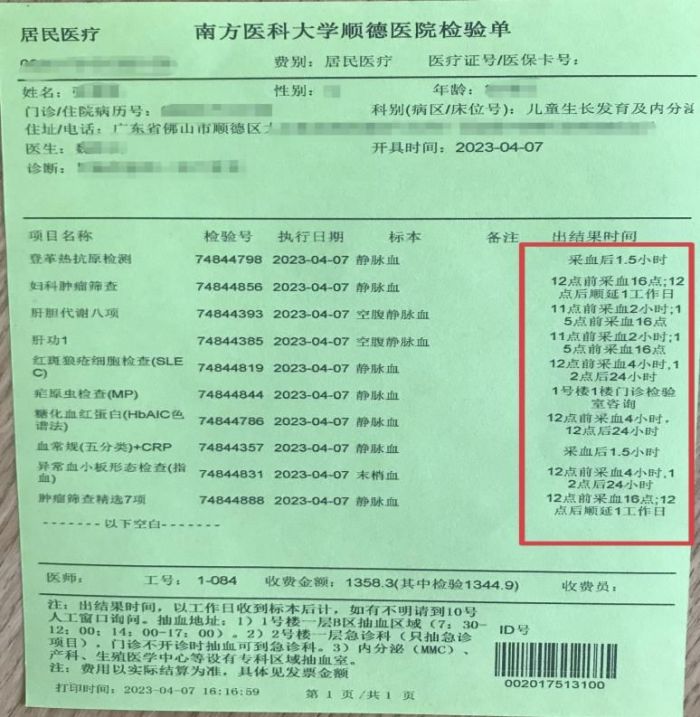 居民医疗
南方医科大学顺德医院检验单
费别：居民医疗 医疗证号/医保卡号：
姓名： 性别： 年龄：
门诊/住院病历号： 科别(病区/床位号)：儿童生长发育及内分泌
住址/电话：广东省佛山市顺德区
医生： 开具时间：2023-04-07
诊断：
项目名称 检验号 执行日期 标本 备注 出结果时间
登革热抗原检测 74844798 2023-04-07 静脉血 采血后1.5小时
妇科肿瘤筛查 74844856 2023-04-07 静脉血 12点前采血16点;12
点后顺延1工作日
肝胆代谢八项 74844393 2023-04-07 空腹静脉血 11点前采血2小时;1
5点前采血16点
肝功1 74844385 2023-04-07 空腹静脉血 11点前采血2小时;1
5点前采血16点
红斑狼疮细胞检查(SLE
C) 74844819 2023-04-07 静脉血 12点前采血4小时,1
2点后24小时
疟原虫检查(MP) 74844844 2023-04-07 静脉血 1号楼1楼门诊检验
室咨询
糖化血红蛋白(HbAIC色
谱法) 74844786 2023-04-07 静脉血 12点前采血4小时，
12点后24小时
血常规(五分类)+CRP 74844357 2023-04-07 静脉血 采血后1.5小时
异常血小板形态检查(指
血) 74844831 2023-04-07 末梢血 12点前采血4小时,1
2点后24小时
肿瘤筛查精选7项 74844888 2023-04-07 静脉血 12点前采血16点;12
点后顺延1工作日
-------以下空白-------
医师： 工号：1-084 收费金额：1358.3(其中检验1344.9) 收费员：
注：出结果时间，以工作日收到标本后计，如有不明请到10号
人工窗口询问。抽血地址：1）1号楼一层B区抽血区域（7：30-
12：00；14：00-17：00）。2）2号楼一层急诊科（只抽急诊
项目），门诊不开诊时抽血可到急诊科。3）内分泌（MMC）、
产科、生殖医学中心等设有专科区域抽血室。
注：费用以实际结算为准，具体见发票金额
ID号
002017513100
打印时间：2023-04-07 16:16:59 第 1 页/共 1 页